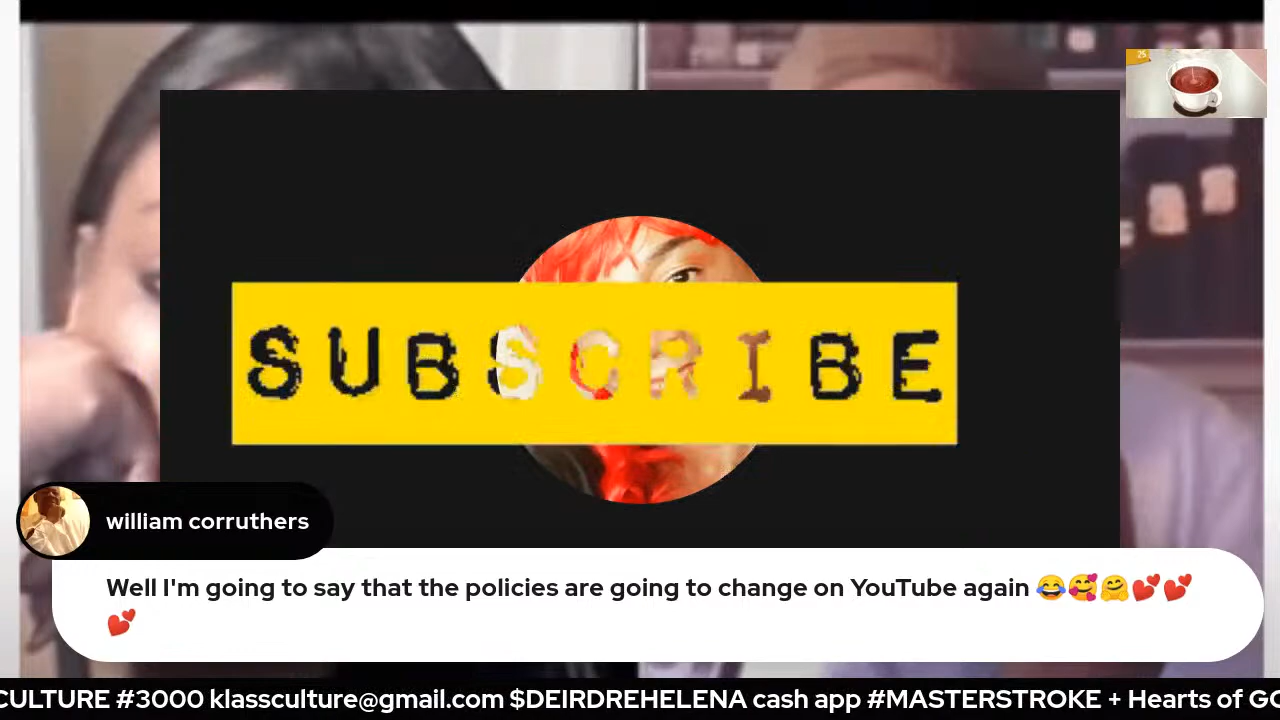 25
SUBSCRIBE
william corruthers
Well I'm going to say that the policies are going to change on YouTube again 😂🥰🤗💕💕
💕
CULTURE #3000 klassculture@gmail.com $DEIRDREHELENA cash app #MASTERSTROKE + Hearts of GO